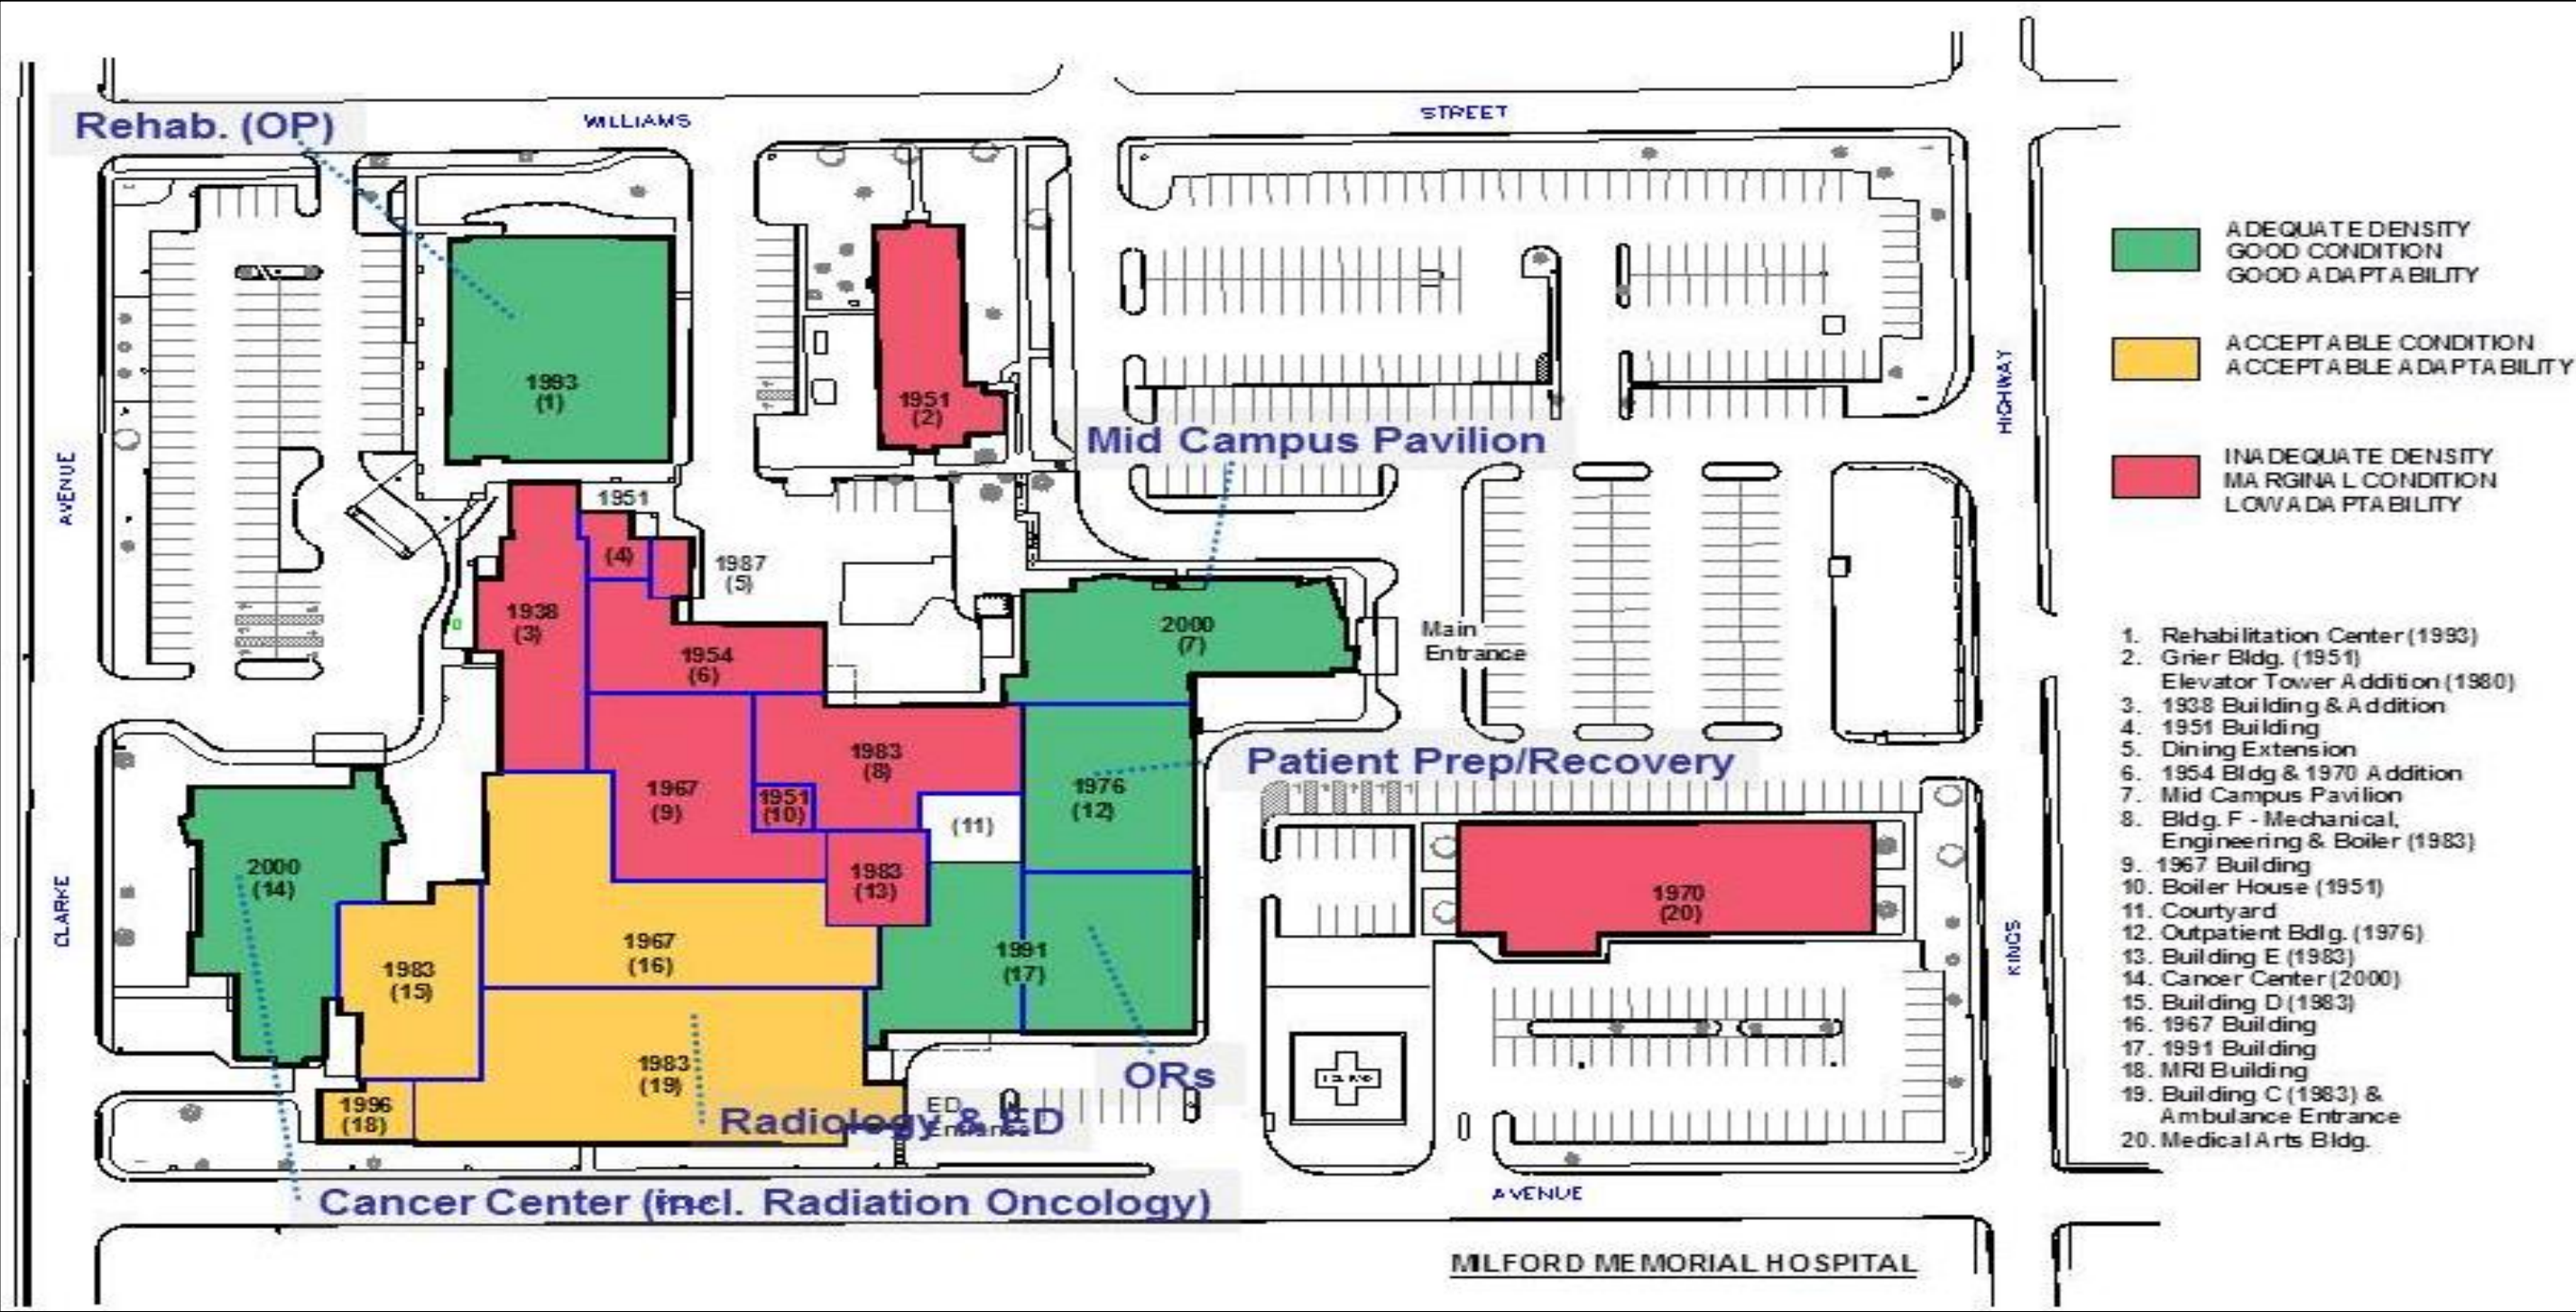 Rehab. (OP)
WILLIAMS
STREET
1993
(1)
1951
(2)
Mid Campus Pavilion
AVENUE
HIGHWAY
1951
(4)
1987
(5)
1938
(3)
1954
(6)
2000
(7)
Main
Entrance
1983
(8)
1967
(9)
1951
(10)
(11)
1976
(12)
Patient Prep/Recovery
2000
(14)
1983
(13)
1970
(20)
CLARKE
KINGS
1983
(15)
1967
(16)
1991
(17)
1983
(19)
1996
(18)
ORs
ED
Entrance
Radiology & ED
Cancer Center (incl. Radiation Oncology)
AVENUE
MILFORD MEMORIAL HOSPITAL
ADEQUATE DENSITY
GOOD CONDITION
GOOD ADAPTABILITY
ACCEPTABLE CONDITION
ACCEPTABLE ADAPTABILITY
INADEQUATE DENSITY
MARGINAL CONDITION
LOW ADAPTABILITY
1. Rehabilitation Center (1993)
2. Grier Bldg. (1951)
Elevator Tower Addition (1980)
3. 1938 Building & Addition
4. 1951 Building
5. Dining Extension
6. 1954 Bldg & 1970 Addition
7. Mid Campus Pavilion
8. Bldg. F - Mechanical,
Engineering & Boiler (1983)
9. 1967 Building
10. Boiler House (1951)
11. Courtyard
12. Outpatient Bdlg. (1976)
13. Building E (1983)
14. Cancer Center (2000)
15. Building D (1983)
16. 1967 Building
17. 1991 Building
18. MRI Building
19. Building C (1983) &
Ambulance Entrance
20. Medical Arts Bldg.